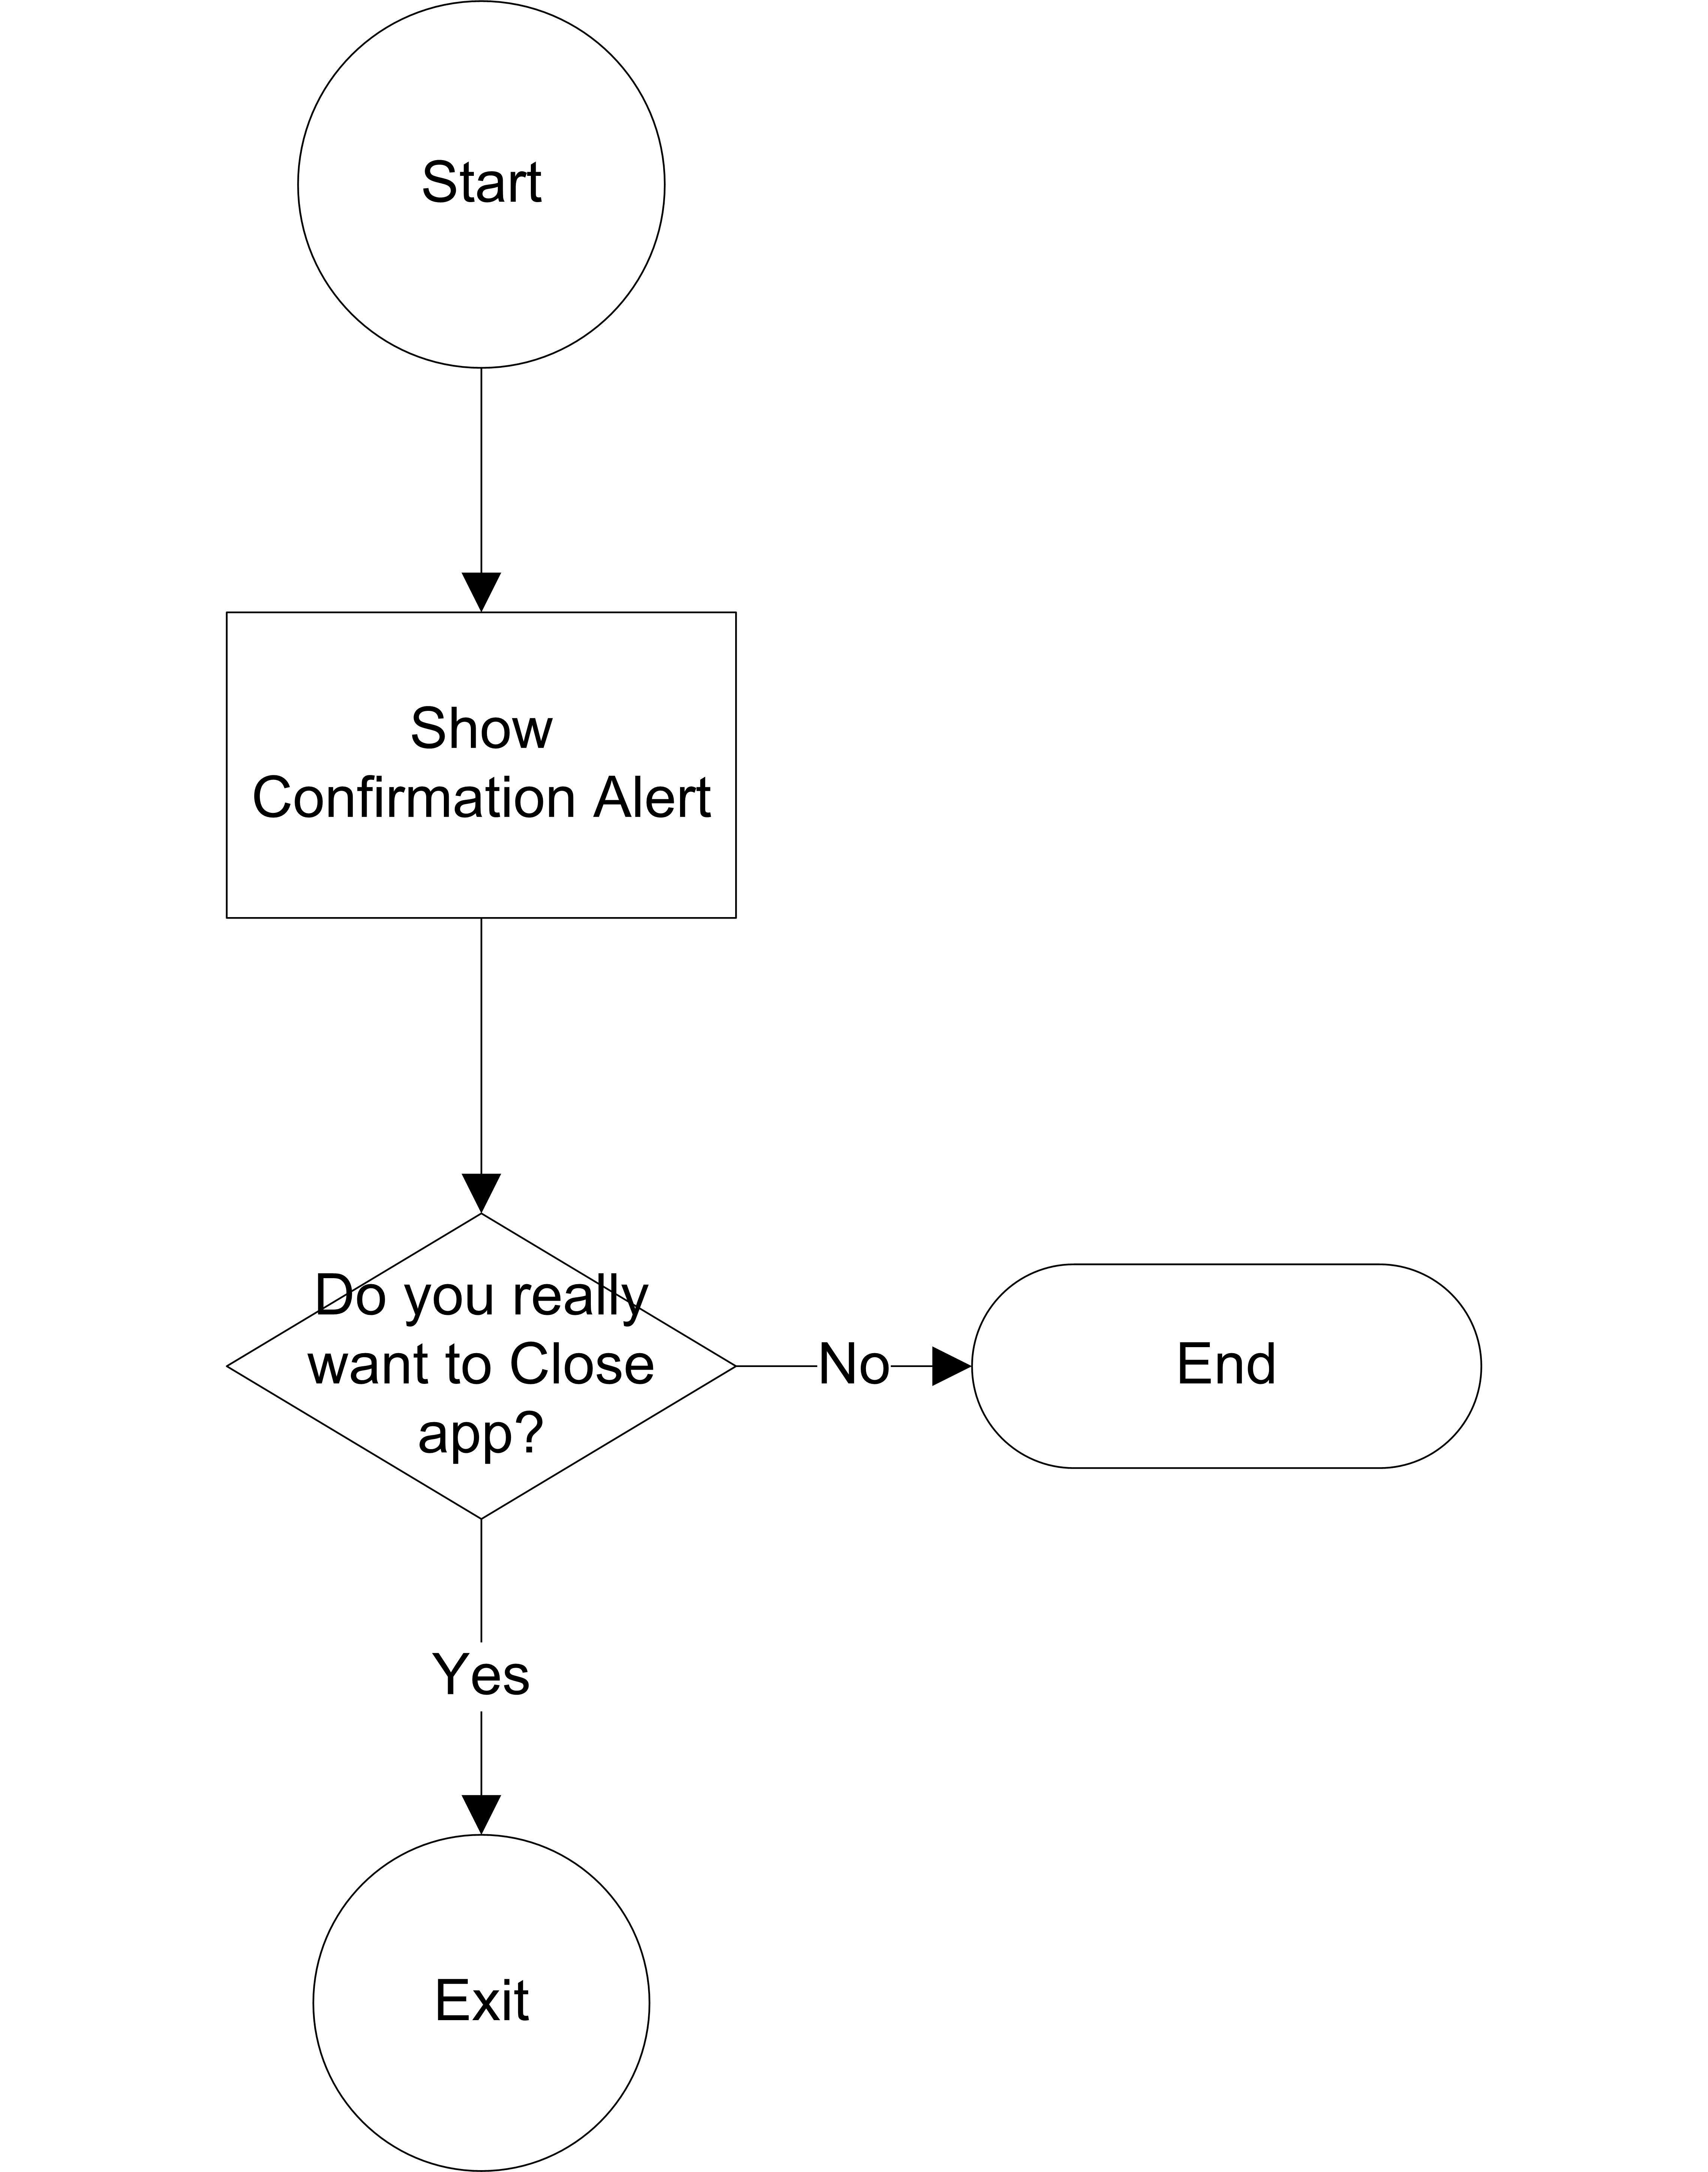 Start
Show
Confirmation Alert
Do you really
want to Close
app?
No
End
Yes
Exit